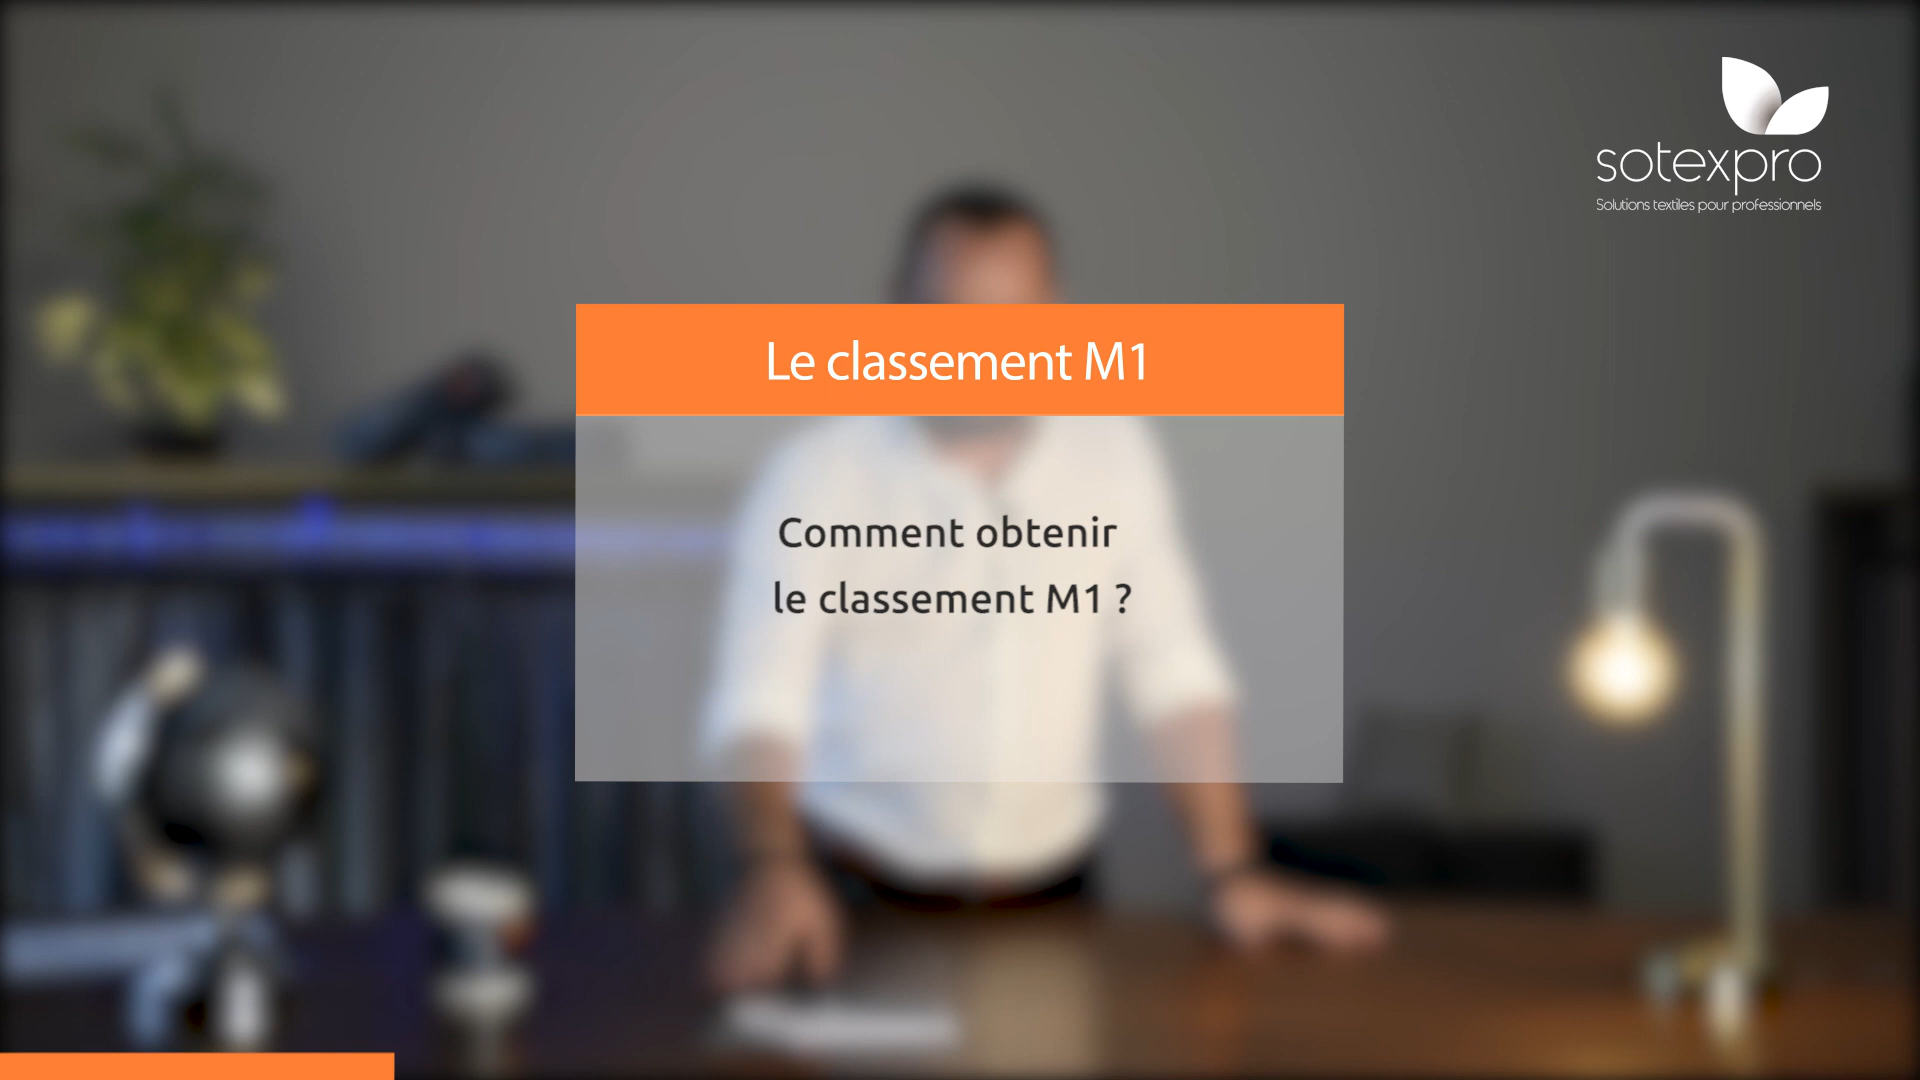 sotexpro
Solutions textiles pour professionnels
Le classement M1
Comment obtenir
le classement M1 ?